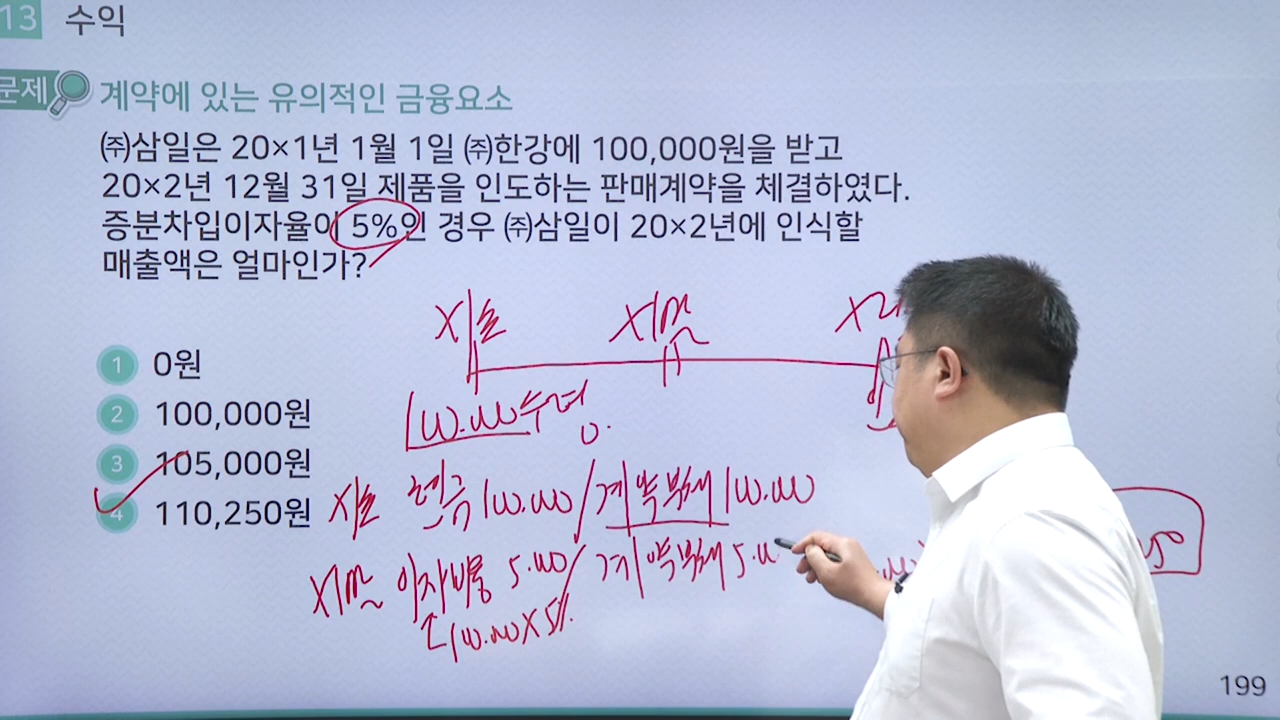 13 수익
문제 계약에 있는 유의적인 금융요소
㈜삼일은 20×1년 1월 1일 ㈜한강에 100,000원을 받고
20×2년 12월 31일 제품을 인도하는 판매계약을 체결하였다.
증분차입이자율이 5%인 경우 ㈜삼일이 20×2년에 인식할
매출액은 얼마인가?
1 0원
2 100,000원
3 105,000원
4 110,250원
X1초 X1말
100.000 수령
X1초 현금 100.000 / 계약부채 100.000
X1말 이자비용 5.000 / 계약부채 5.0
100.000 X 5%
50
199